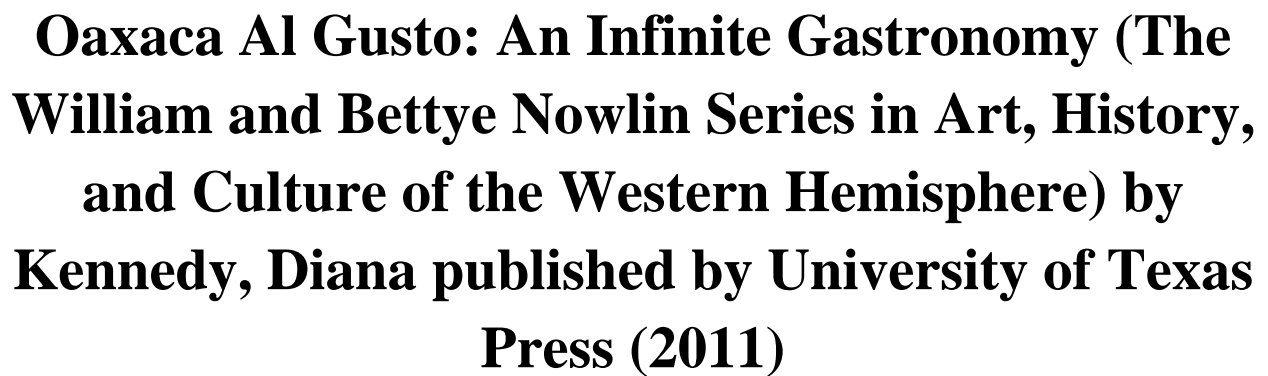 Oaxaca Al Gusto: An Infinite Gastronomy (The
William and Bettye Nowlin Series in Art, History,
and Culture of the Western Hemisphere) by
Kennedy, Diana published by University of Texas
Press (2011)